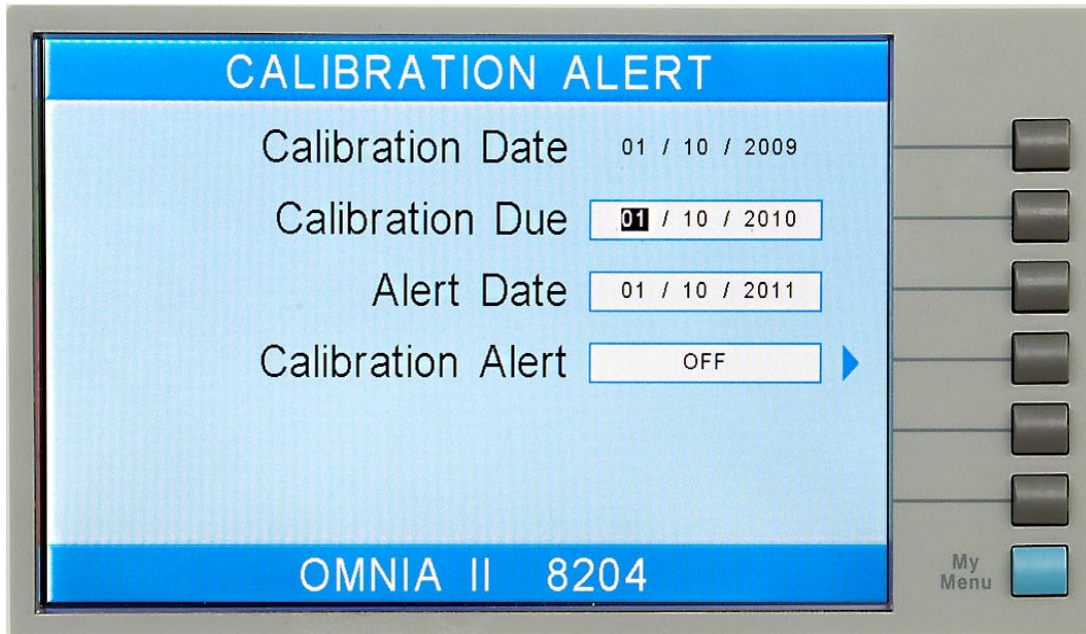 CALIBRATION ALERT
Calibration Date 01 / 10 / 2009
Calibration Due 01 / 10 / 2010
Alert Date 01 / 10 / 2011
Calibration Alert OFF
OMNIA II 8204
My
Menu